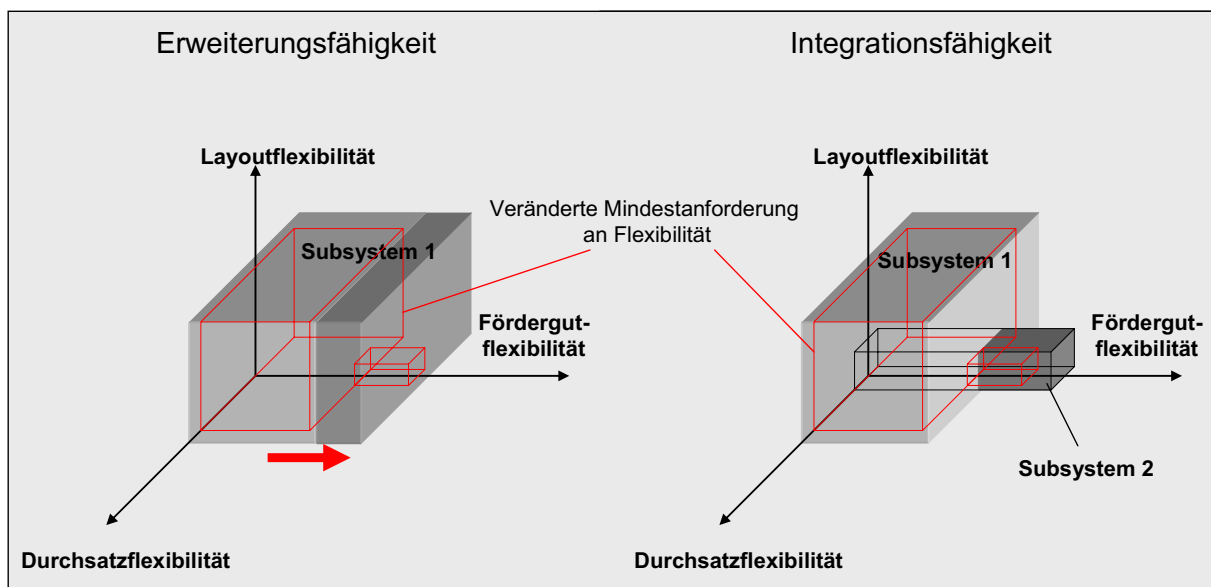 Erweiterungsfähigkeit
Layoutflexibilität
Subsystem 1
Fördergut-
flexibilität
Durchsatzflexibilität
Veränderte Mindestanforderung
an Flexibilität
Integrationsfähigkeit
Layoutflexibilität
Subsystem 1
Fördergut-
flexibilität
Subsystem 2
Durchsatzflexibilität